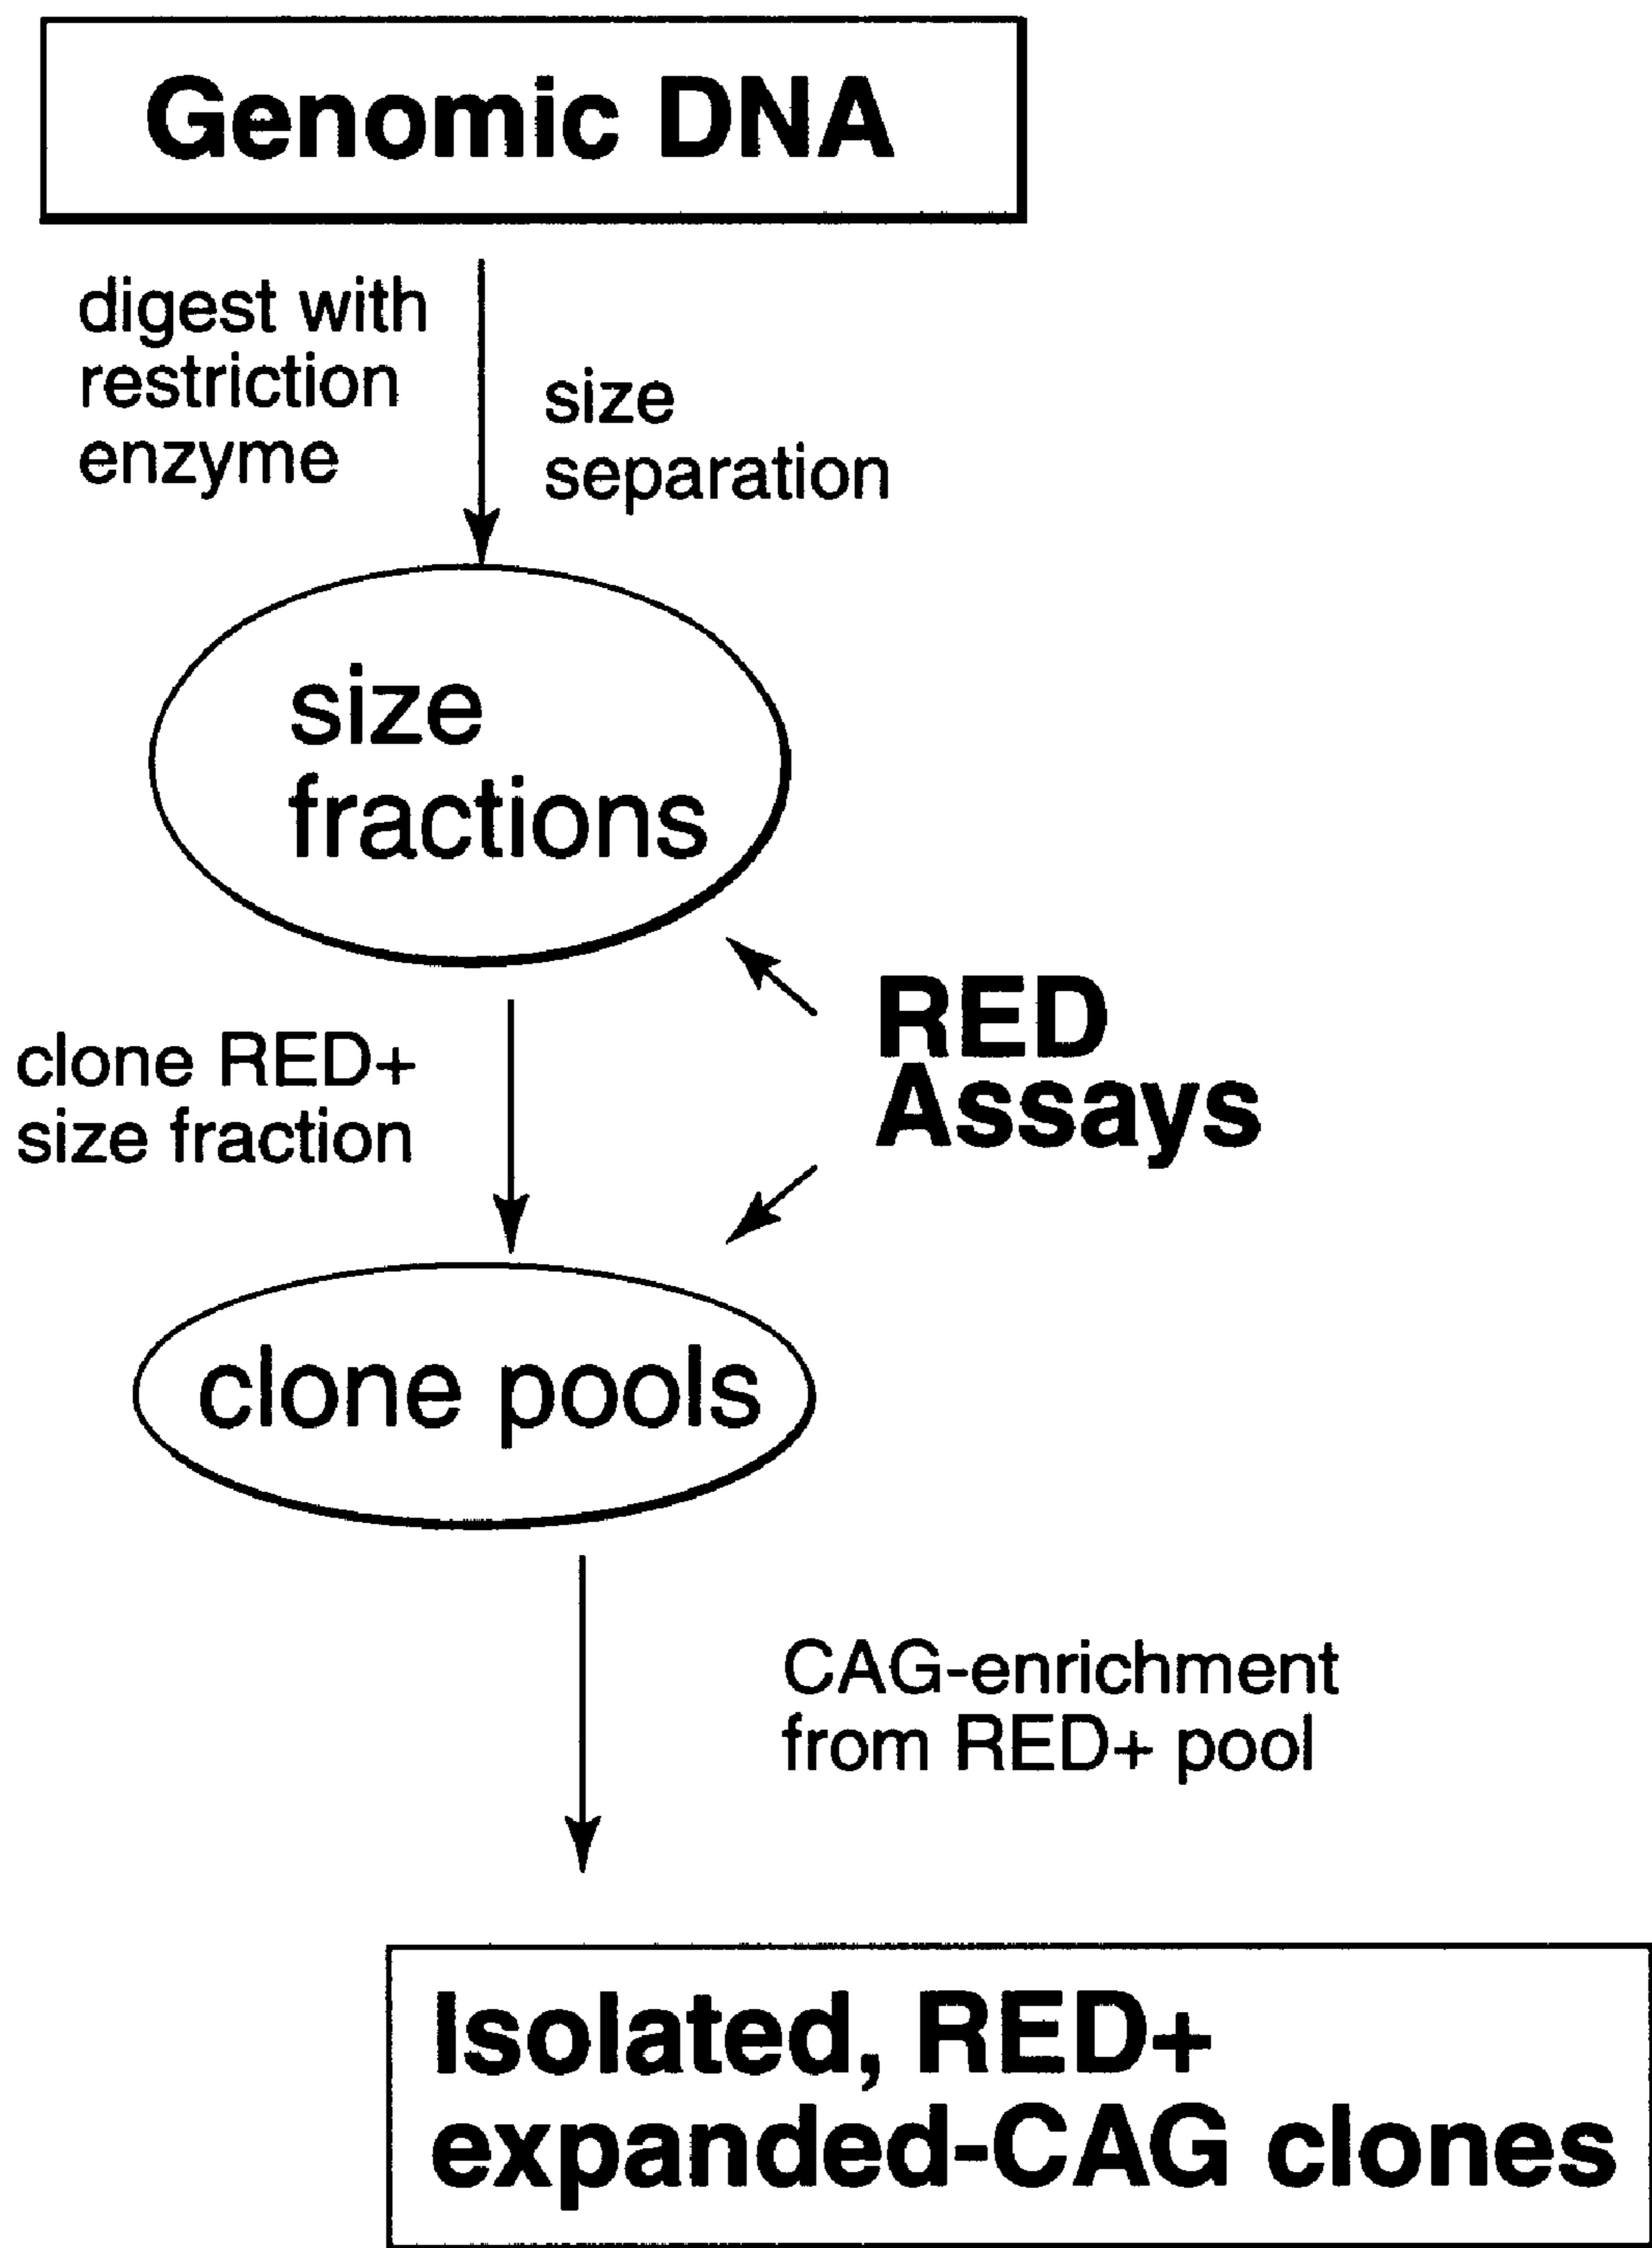 Genomic DNA
digest with
restriction
enzyme
size
separation
size
fractions
RED
Assays
clone RED+
size fraction
clone pools
CAG-enrichment
from RED+ pool
Isolated, RED+
expanded-CAG clones